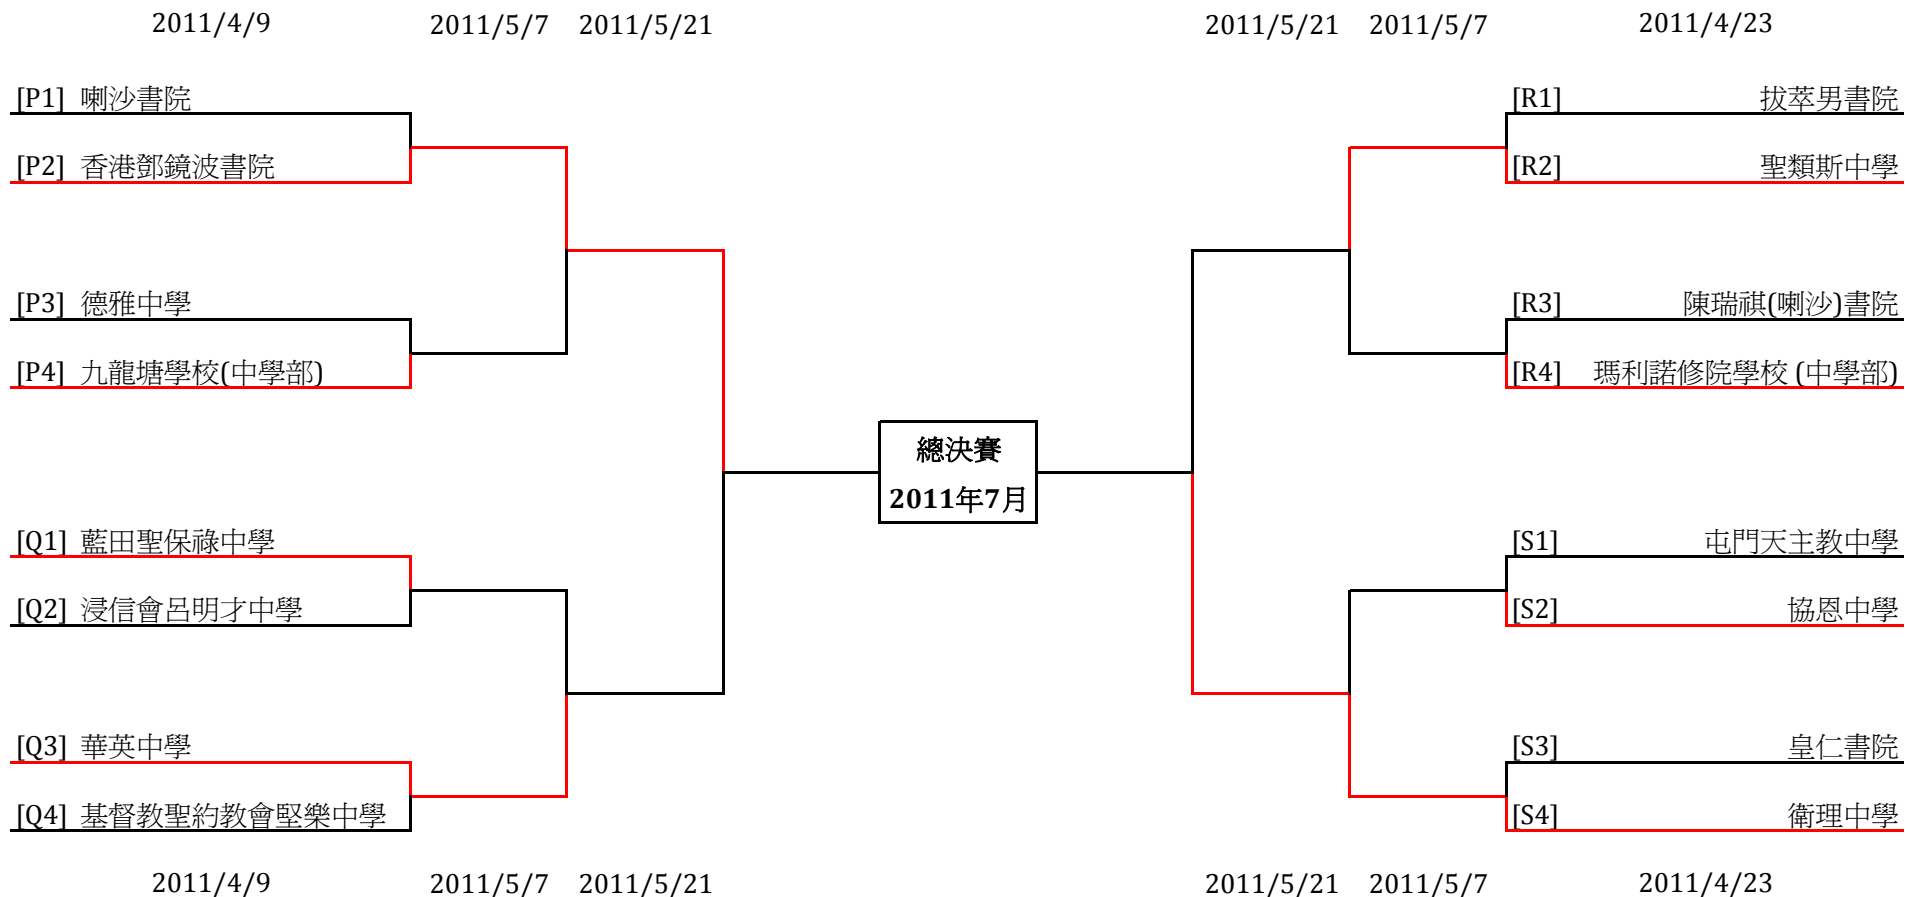 2011/4/9 2011/5/7 2011/5/21 2011/5/21 2011/5/7 2011/4/23
[P1] 喇沙書院 [R1] 拔萃男書院
[P2] 香港鄧鏡波書院 [R2] 聖類斯中學
[P3] 德雅中學 [R3] 陳瑞祺(喇沙)書院
[P4] 九龍塘學校(中學部) [R4] 瑪利諾修院學校 (中學部)
總決賽
2011年7月
[Q1] 藍田聖保祿中學 [S1] 屯門天主教中學
[Q2] 浸信會呂明才中學 [S2] 協恩中學
[Q3] 華英中學 [S3] 皇仁書院
[Q4] 基督教聖約教會堅樂中學 [S4] 衛理中學
2011/4/9 2011/5/7 2011/5/21 2011/5/21 2011/5/7 2011/4/23